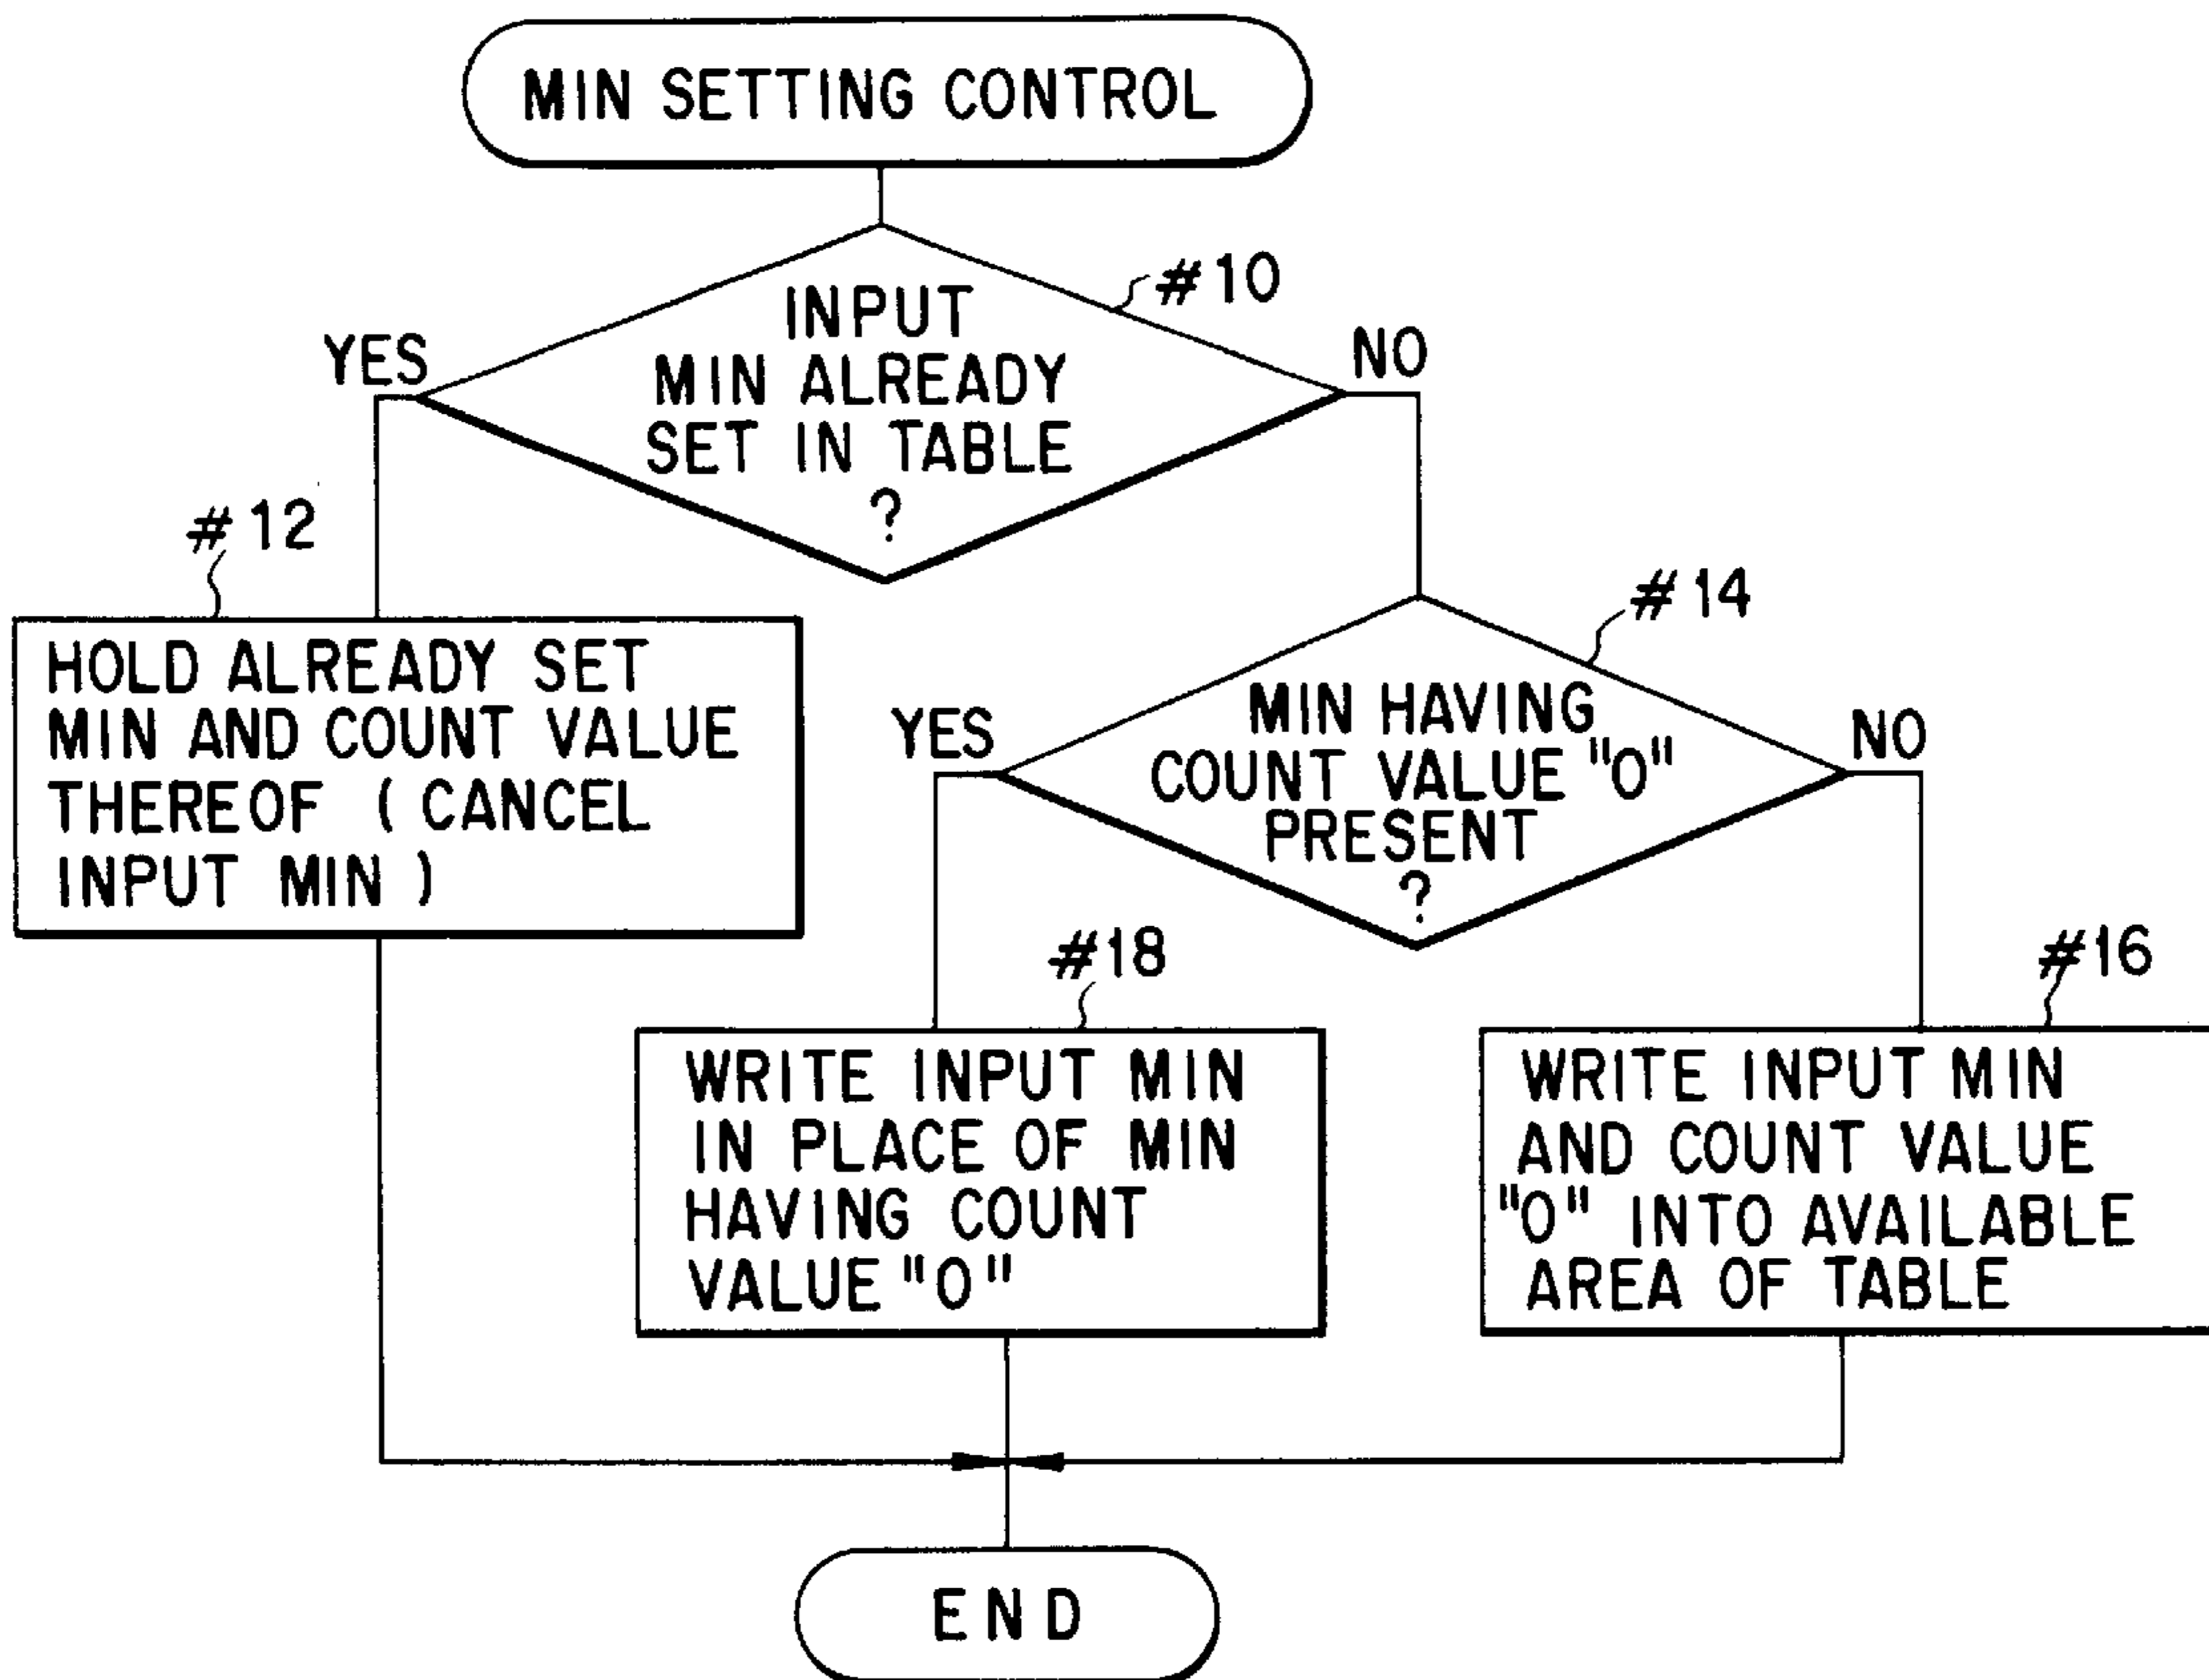 MIN SETTING CONTROL
#10
INPUT
MIN ALREADY
SET IN TABLE
?
YES
NO
#12
HOLD ALREADY SET
MIN AND COUNT VALUE
THEREOF (CANCEL
INPUT MIN)
#14
MIN HAVING
COUNT VALUE "0"
PRESENT
?
YES
NO
#18
WRITE INPUT MIN
IN PLACE OF MIN
HAVING COUNT
VALUE "0"
#16
WRITE INPUT MIN
AND COUNT VALUE
"0" INTO AVAILABLE
AREA OF TABLE
END